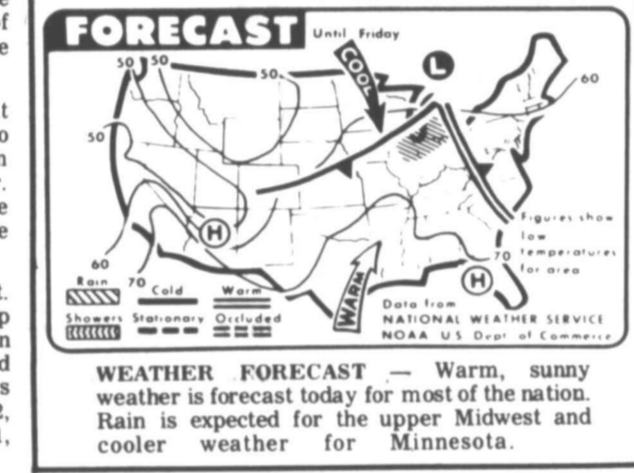 FORECAST
Until Friday
COOL
L
50 50
50
60
50
H
Figures show
low
temperatures
for area
70
H
60
70
WARM
Rain
Cold
Warm
Showers
Stationary
Occluded
Data from
NATIONAL WEATHER SERVICE
NOAA US Dept of Commerce
WEATHER FORECAST — Warm, sunny
weather is forecast today for most of the nation.
Rain is expected for the upper Midwest and
cooler weather for Minnesota.